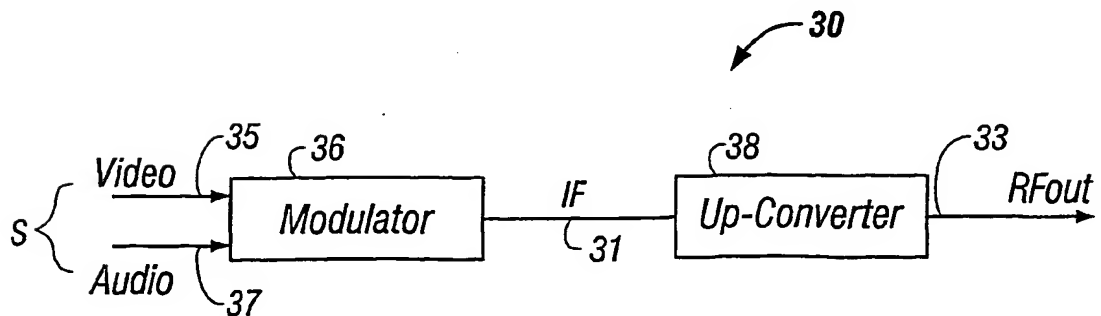 30
35
36
38
33
Video
IF
RFout
S
Modulator
Up-Converter
31
Audio
37